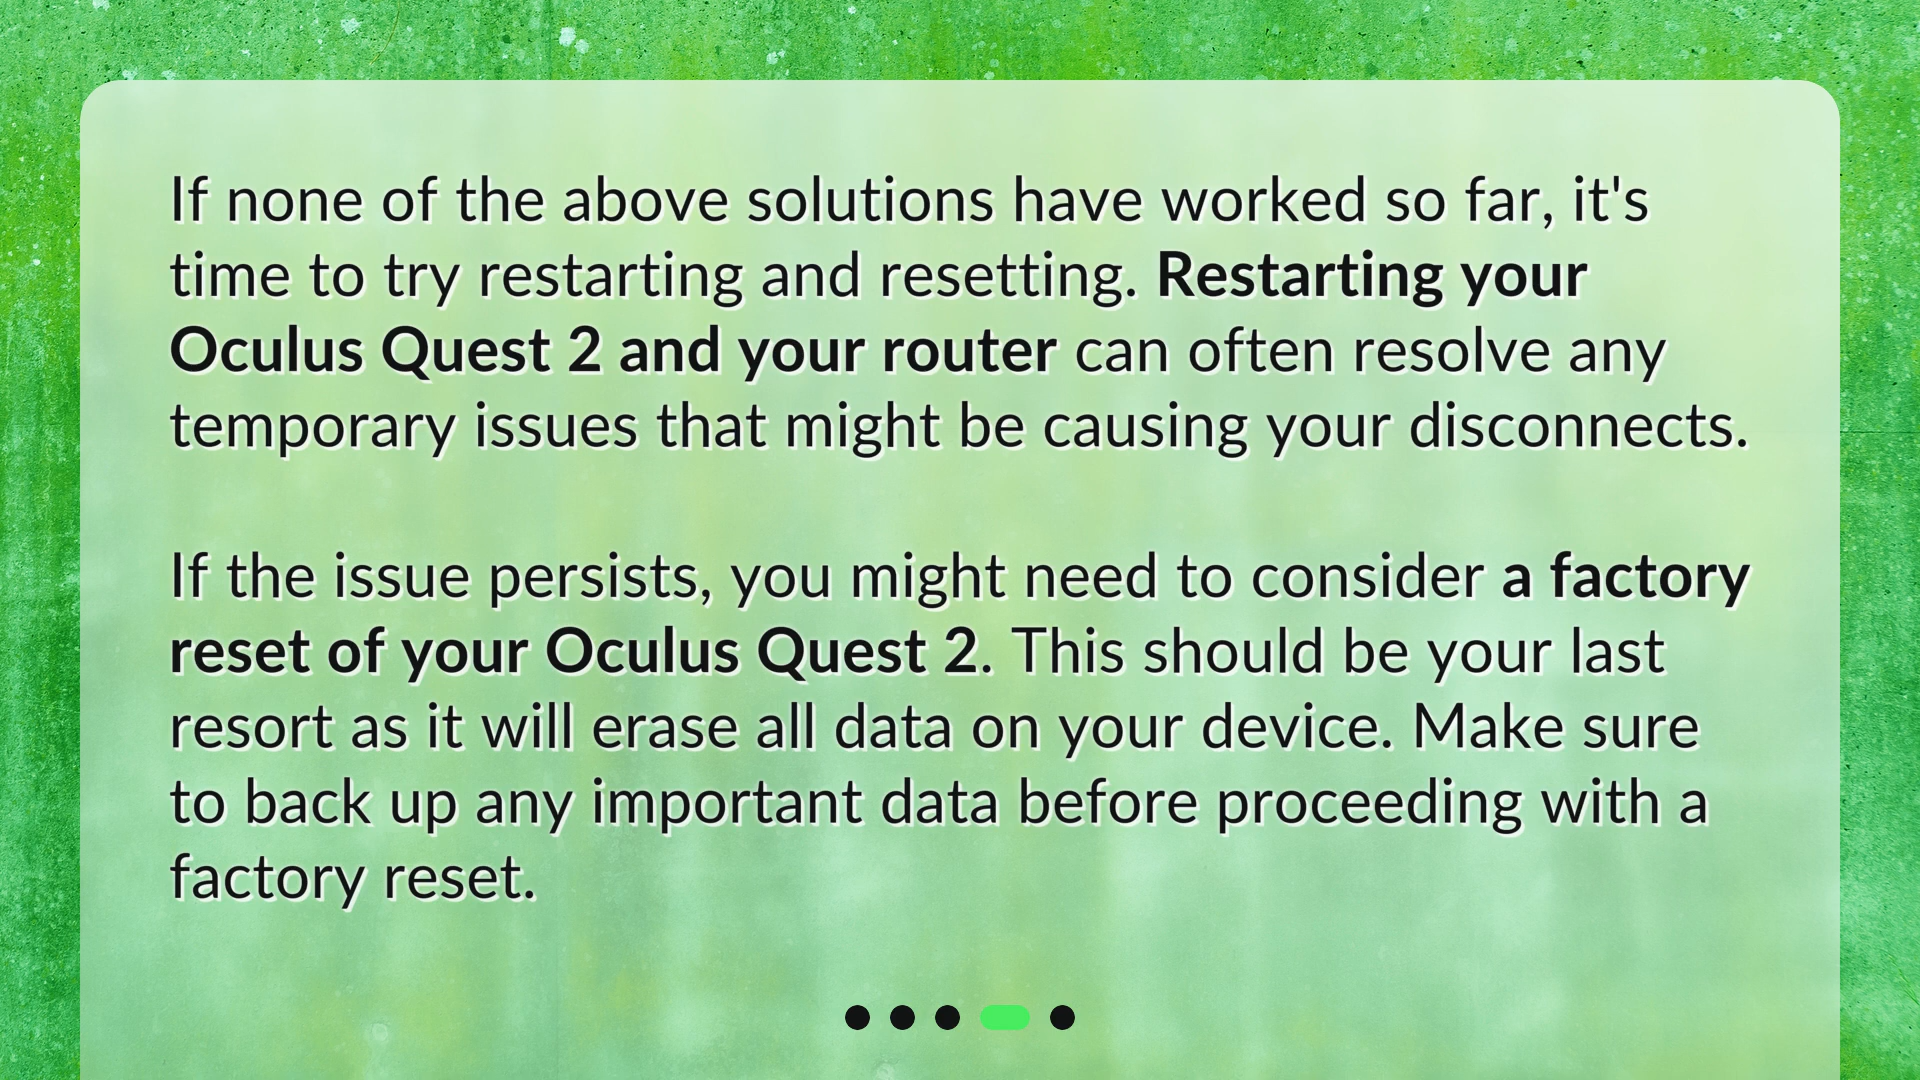 If none of the above solutions have worked so far, it's
time to try restarting and resetting. Restarting your
Oculus Quest 2 and your router can often resolve any
temporary issues that might be causing your disconnects.
If the issue persists, you might need to consider a factory
reset of your Oculus Quest 2. This should be your last
resort as it will erase all data on your device. Make sure
to back up any important data before proceeding with a
factory reset.